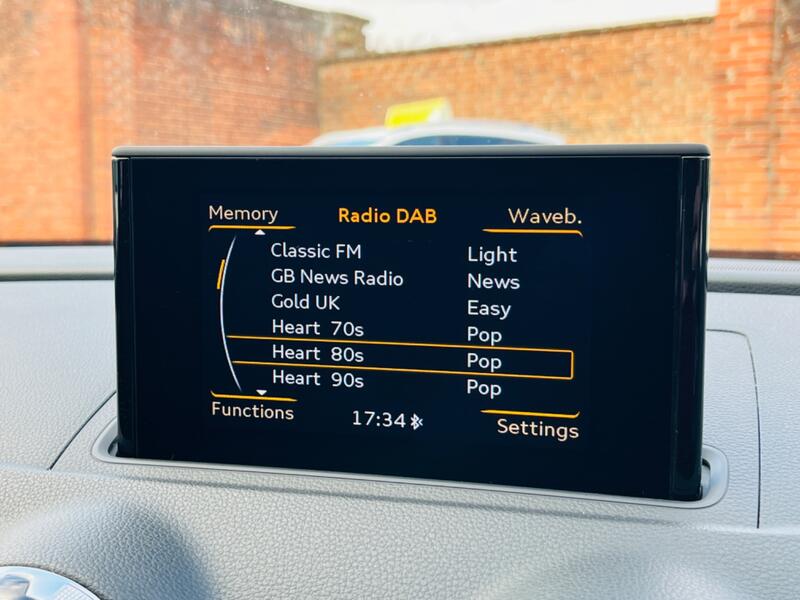 Memory Radio DAB Waveb.
Classic FM Light
GB News Radio News
Gold UK Easy
Heart 70s Pop
Heart 80s Pop
Heart 90s Pop
Functions 17:34 Settings